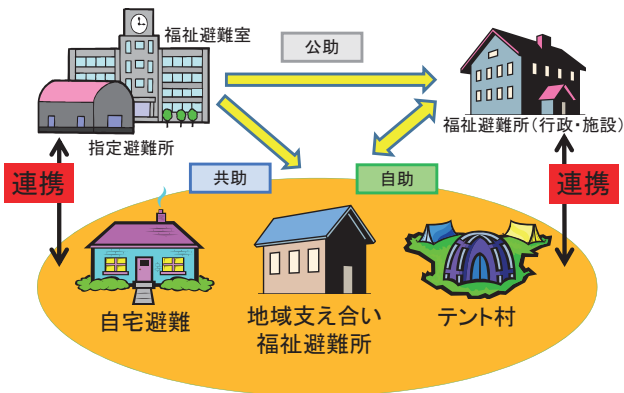 福祉避難室
公助
指定避難所
福祉避難所(行政・施設)
連携
共助
自助
連携
自宅避難
地域支え合い
福祉避難所
テント村